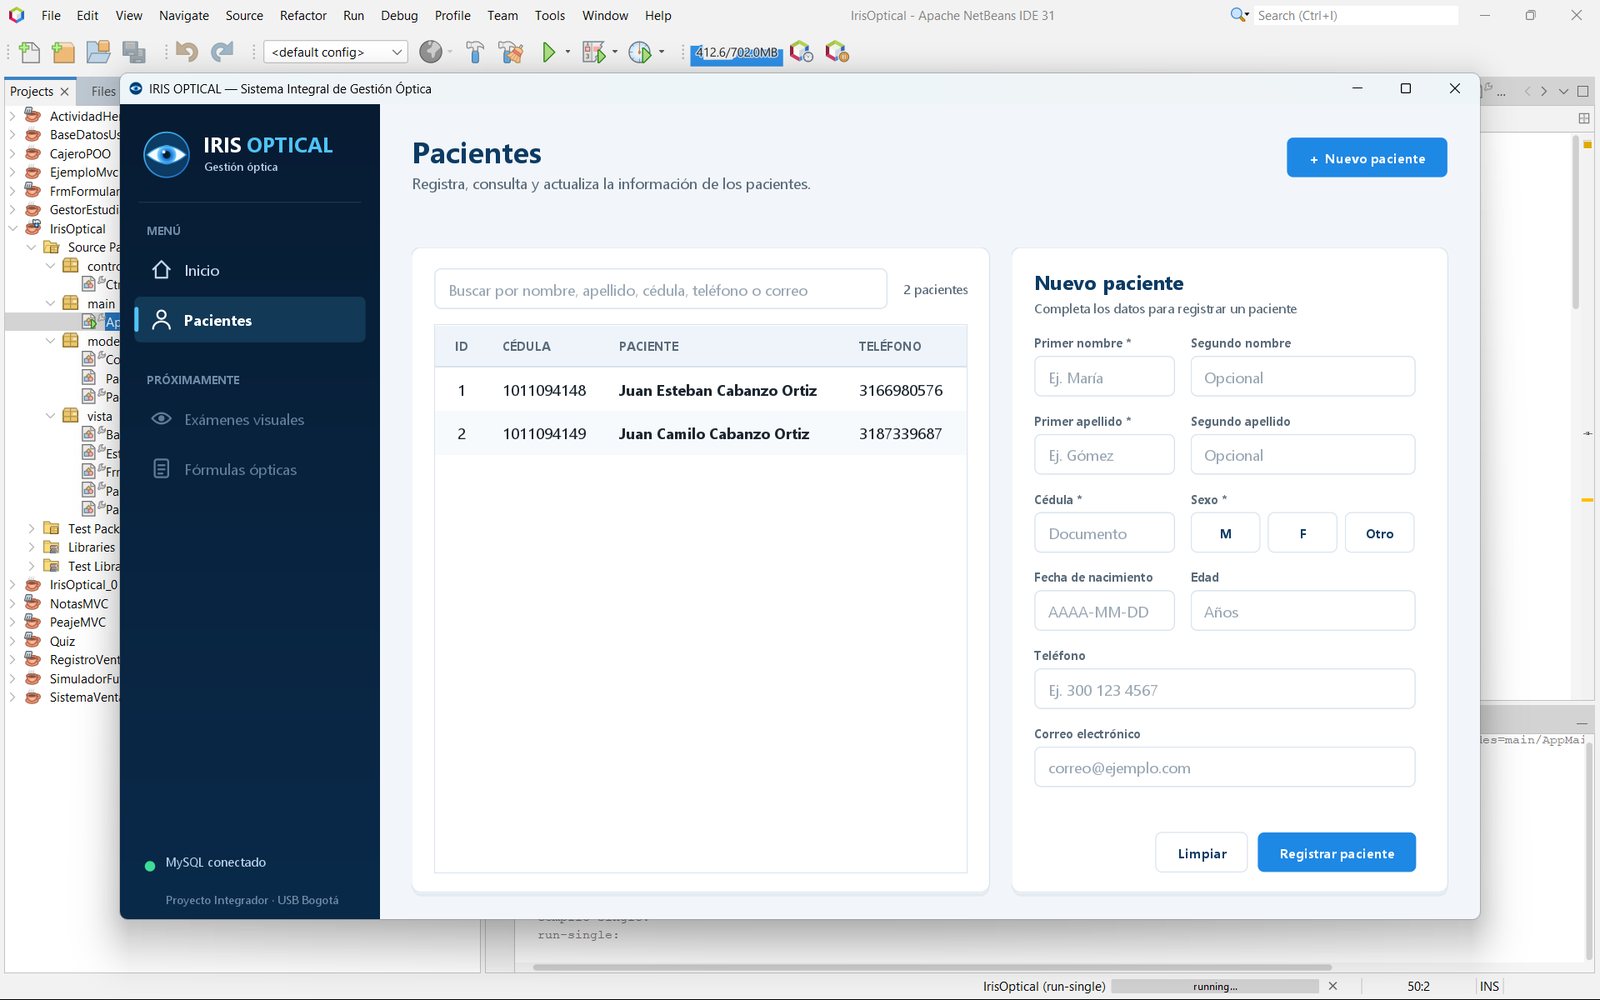 File Edit View Navigate Source Refactor Run Debug Profile Team Tools Window Help
IrisOptical - Apache NetBeans IDE 31
Search (Ctrl+I)
<default config>
412.6/702.0MB
Projects
Files
...
BaseDatosUs
CajeroPOO
EjemploMvc
FrmFormular
GestorEstudi
IrisOptical
Source Pa
main
vista
Test Pack
Libraries
Test Libra
IrisOptical_0
NotasMVC
PeajeMVC
Quiz
RegistroVent
SimuladorFu
SistemaVenta
IRIS OPTICAL — Sistema Integral de Gestión Óptica
IRIS OPTICAL
Gestión óptica
MENÚ
Inicio
Pacientes
PRÓXIMAMENTE
Exámenes visuales
Fórmulas ópticas
MySQL conectado
Proyecto Integrador · USB Bogotá
Pacientes
Registra, consulta y actualiza la información de los pacientes.
+ Nuevo paciente
Buscar por nombre, apellido, cédula, teléfono o correo
2 pacientes
ID CÉDULA PACIENTE TELÉFONO
1 1011094148 Juan Esteban Cabanzo Ortiz 3166980576
2 1011094149 Juan Camilo Cabanzo Ortiz 3187339687
Nuevo paciente
Completa los datos para registrar un paciente
Primer nombre * Segundo nombre
Ej. María Opcional
Primer apellido * Segundo apellido
Ej. Gómez Opcional
Cédula * Sexo *
Documento M F Otro
Fecha de nacimiento Edad
AAAA-MM-DD Años
Teléfono
Ej. 300 123 4567
Correo electrónico
correo@ejemplo.com
Limpiar Registrar paciente
des=main/AppMai
run-single:
IrisOptical (run-single) running... 50:2 INS